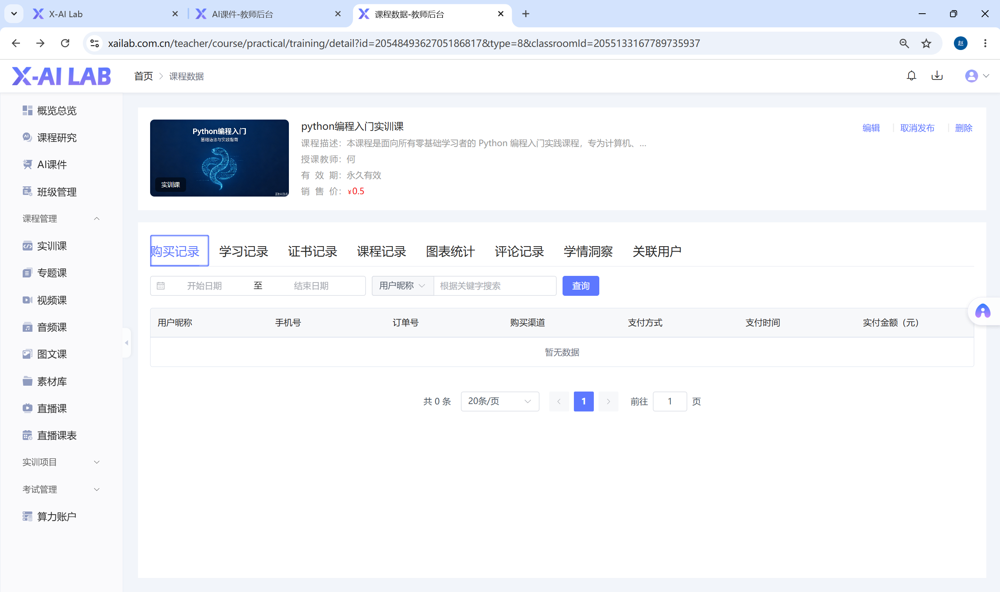 X-AI Lab
AI课件-教师后台
课程数据-教师后台
xailab.com.cn/teacher/course/practical/training/detail?id=2054849362705186817&type=8&classroomId=2055133167789735937
赵
X-AI LAB
首页 > 课程数据
概览总览
课程研究
AI课件
班级管理
课程管理
实训课
专题课
视频课
音频课
图文课
素材库
直播课
直播课表
实训项目
考试管理
算力账户
Python编程入门
基础语法与实践指南
实训课
豆包AI生成
python编程入门实训课
课程描述：本课程是面向所有零基础学习者的 Python 编程入门实践课程，专为计算机、...
授课教师：何
有 效 期：永久有效
销 售 价：¥0.5
编辑 取消发布 删除
购买记录 学习记录 证书记录 课程记录 图表统计 评论记录 学情洞察 关联用户
开始日期 至 结束日期 用户昵称 根据关键字搜索 查询
用户昵称 手机号 订单号 购买渠道 支付方式 支付时间 实付金额（元）
暂无数据
共 0 条 20条/页 1 前往 1 页